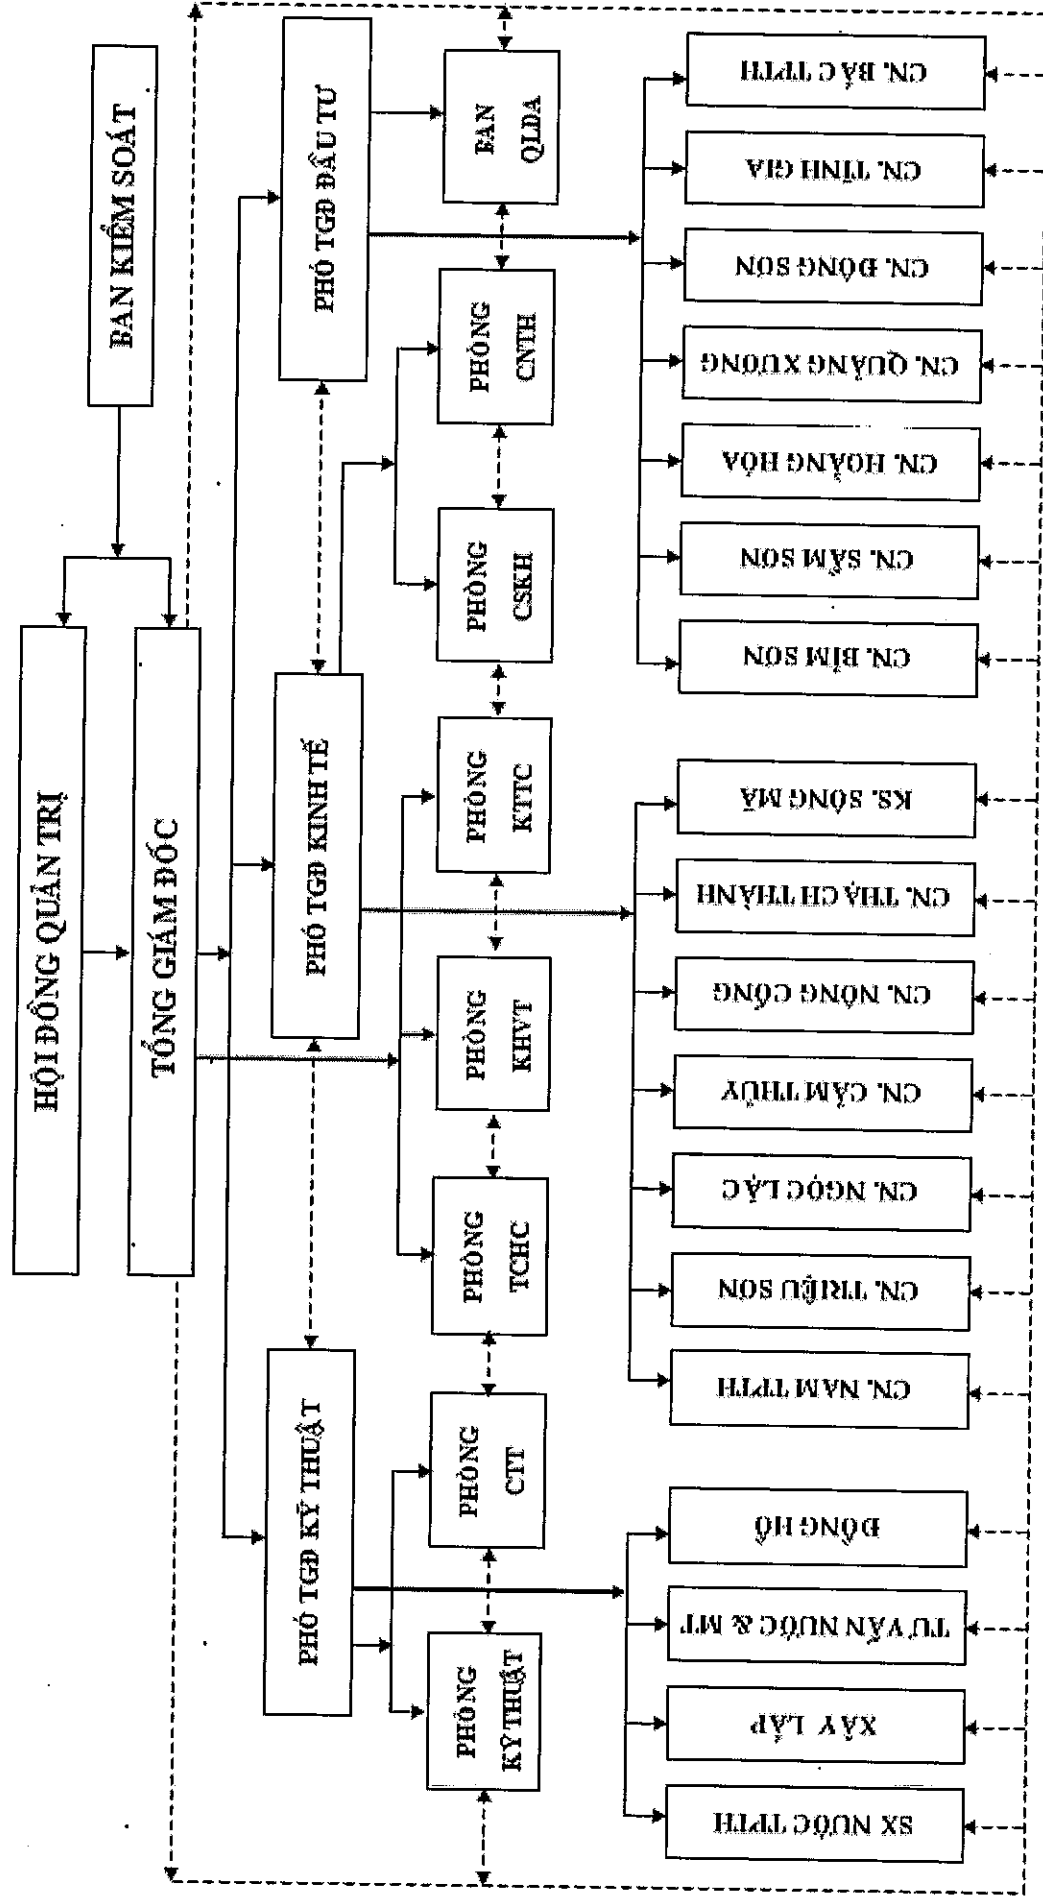 HỘI ĐỒNG QUẢN TRỊ
BAN KIỂM SOÁT
TỔNG GIÁM ĐỐC
PHÓ TGĐ KỸ THUẬT
PHÓ TGĐ KINH TẾ
PHÓ TGĐ ĐẦU TƯ
PHÒNG
KỸ THUẬT
PHÒNG
CTT
PHÒNG
TCHC
PHÒNG
KHVT
PHÒNG
KTTC
PHÒNG
CSKH
PHÒNG
CNTH
BAN
QLDA
SX NƯỚC TPTH
XÂY LẮP
TƯ VẤN NƯỚC & MT
ĐỒNG HỒ
CN. NAM TPTH
CN. TRIỆU SƠN
CN. NGỌC LẶC
CN. CẨM THỦY
CN. NÔNG CỐNG
CN. THẠCH THÀNH
KS. SÔNG MÃ
CN. BỈM SƠN
CN. SẦM SƠN
CN. HOẰNG HÓA
CN. QUẢNG XƯƠNG
CN. ĐÔNG SƠN
CN. TĨNH GIA
CN. BẮC TPTH